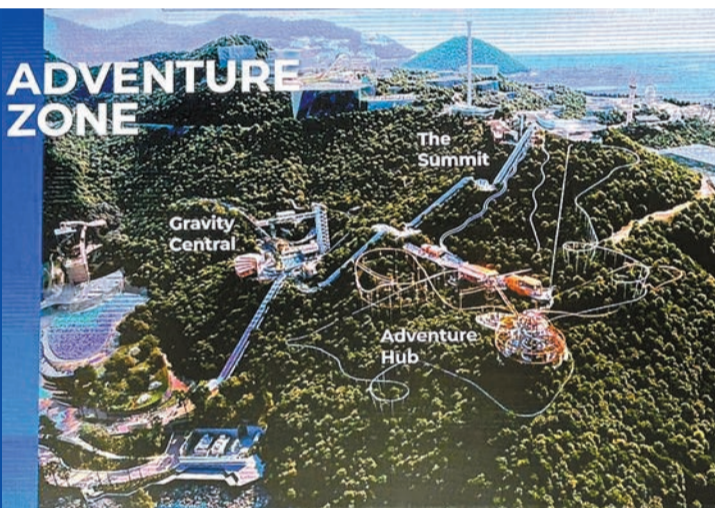 ADVENTURE
ZONE
The
Summit
Gravity
Central
Adventure
Hub